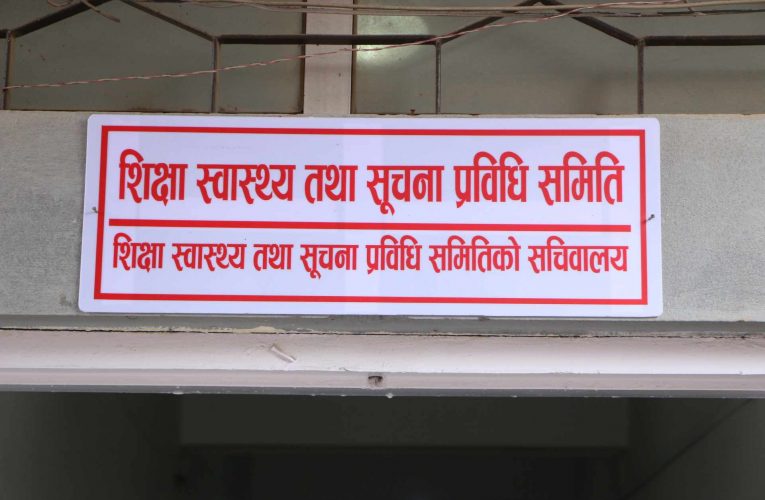 शिक्षा स्वास्थ्य तथा सूचना प्रविधि समिति
शिक्षा स्वास्थ्य तथा सूचना प्रविधि समितिको सचिवालय